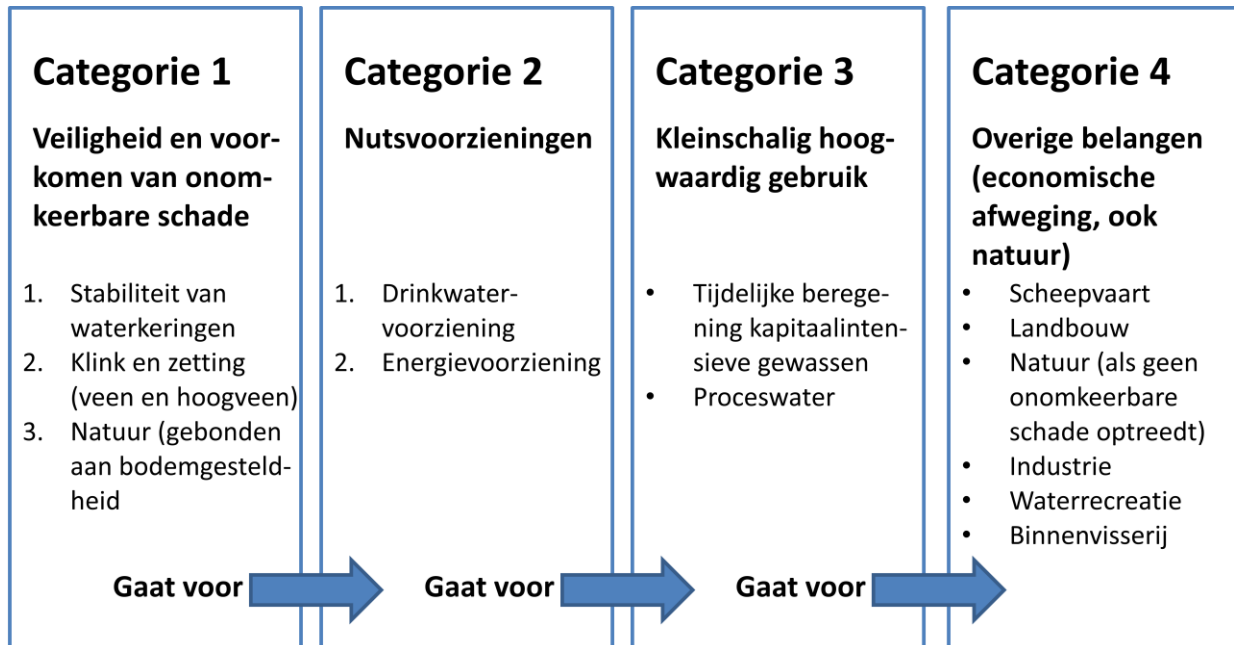 Categorie 1
Veiligheid en voor-
komen van onom-
keerbare schade
1. Stabiliteit van
waterkeringen
2. Klink en zetting
(veen en hoogveen)
3. Natuur (gebonden
aan bodemgesteld-
heid
Gaat voor
Categorie 2
Nutsvoorzieningen
1. Drinkwater-
voorziening
2. Energievoorziening
Gaat voor
Categorie 3
Kleinschalig hoog-
waardig gebruik
• Tijdelijke berege-
ning kapitaalinten-
sieve gewassen
• Proceswater
Gaat voor
Categorie 4
Overige belangen
(economische
afweging, ook
natuur)
• Scheepvaart
• Landbouw
• Natuur (als geen
onomkeerbare
schade optreedt)
• Industrie
• Waterrecreatie
• Binnenvisserij